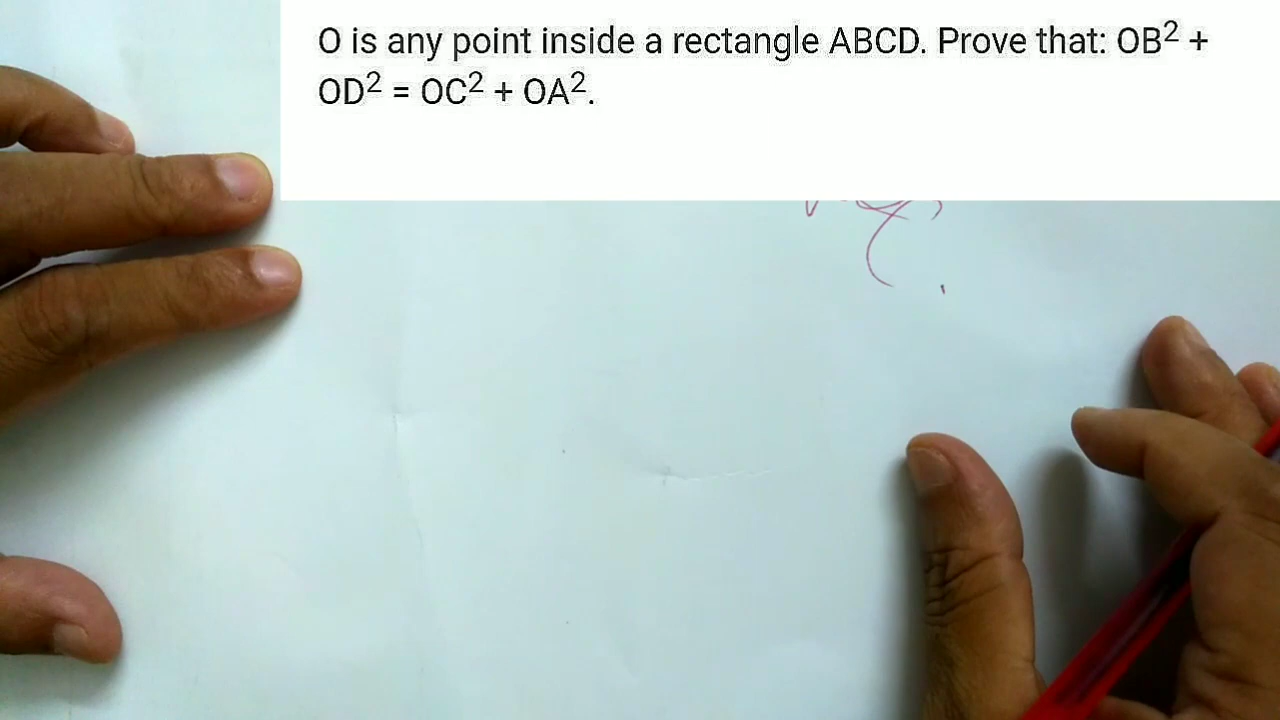 O is any point inside a rectangle ABCD. Prove that: OB² +
OD² = OC² + OA².